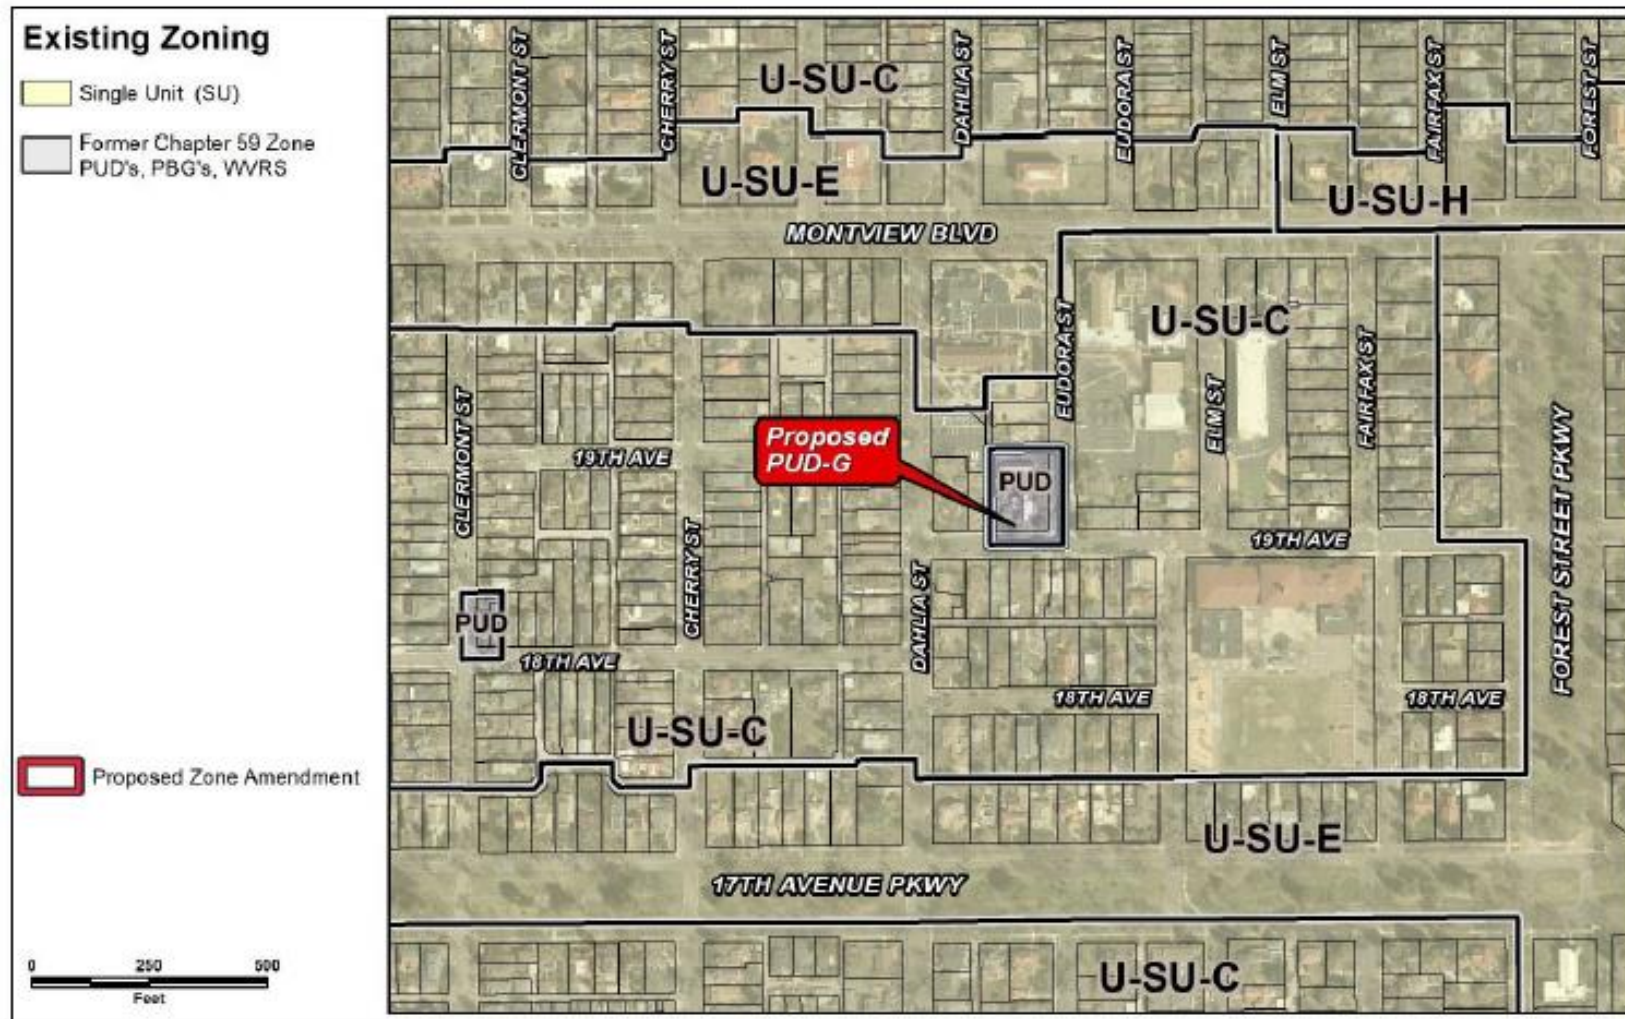 Existing Zoning
Single Unit (SU)
Former Chapter 59 Zone
PUD's, PBG's, WVRS
Proposed Zone Amendment
0 250 500
Feet
CLERMONT ST
CHERRY ST
U-SU-C
DAHLIA ST
EUDORA ST
ELM ST
FAIRFAX ST
FOREST ST
U-SU-E
U-SU-H
MONTVIEW BLVD
U-SU-C
EUDORA ST
FAIRFAX ST
ELM ST
CLERMONT ST
19TH AVE
Proposed
PUD-G
PUD
19TH AVE
FOREST STREET PKWY
CHERRY ST
DAHLIA ST
PUD
18TH AVE
18TH AVE
18TH AVE
U-SU-C
U-SU-E
17TH AVENUE PKWY
U-SU-C